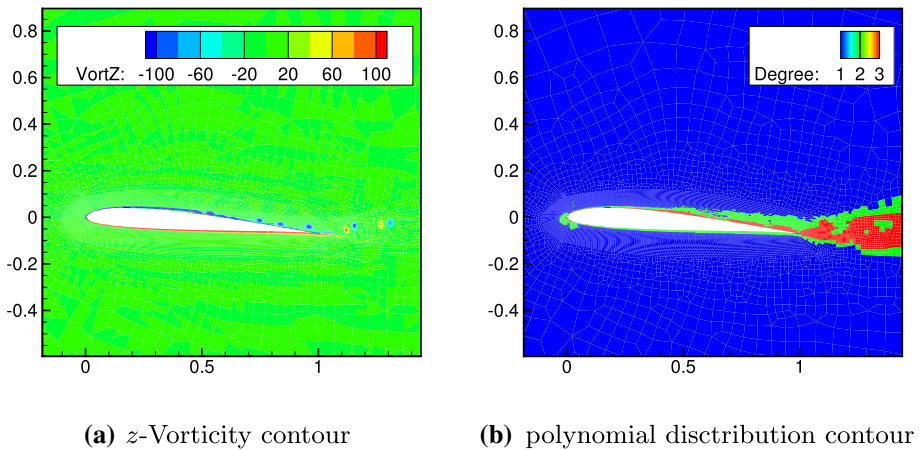 0.8
0.6
0.4
0.2
0
-0.2
-0.4
0 0.5 1
VortZ: -100 -60 -20 20 60 100
0.8
0.6
0.4
0.2
0
-0.2
-0.4
0 0.5 1
Degree: 1 2 3
(a) z-Vorticity contour
(b) polynomial disctribution contour